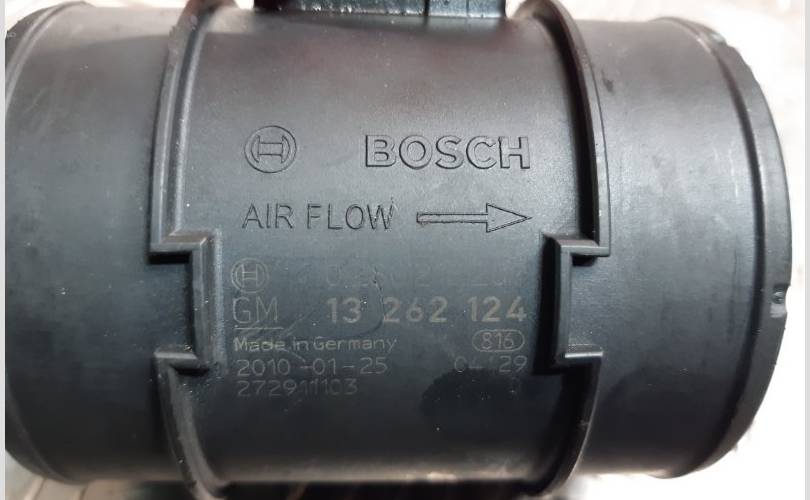 BOSCH
AIR FLOW
GM 13 262 124
Made in Germany 816
2010-01-25
272911103